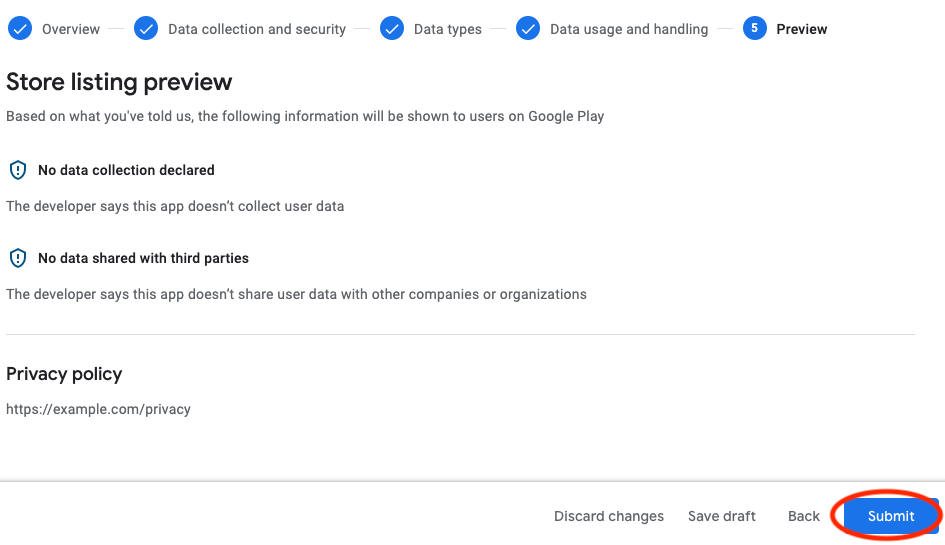 Overview
Data collection and security
Data types
Data usage and handling
5 Preview
Store listing preview
Based on what you've told us, the following information will be shown to users on Google Play
No data collection declared
The developer says this app doesn’t collect user data
No data shared with third parties
The developer says this app doesn’t share user data with other companies or organizations
Privacy policy
https://example.com/privacy
Discard changes
Save draft
Back
Submit